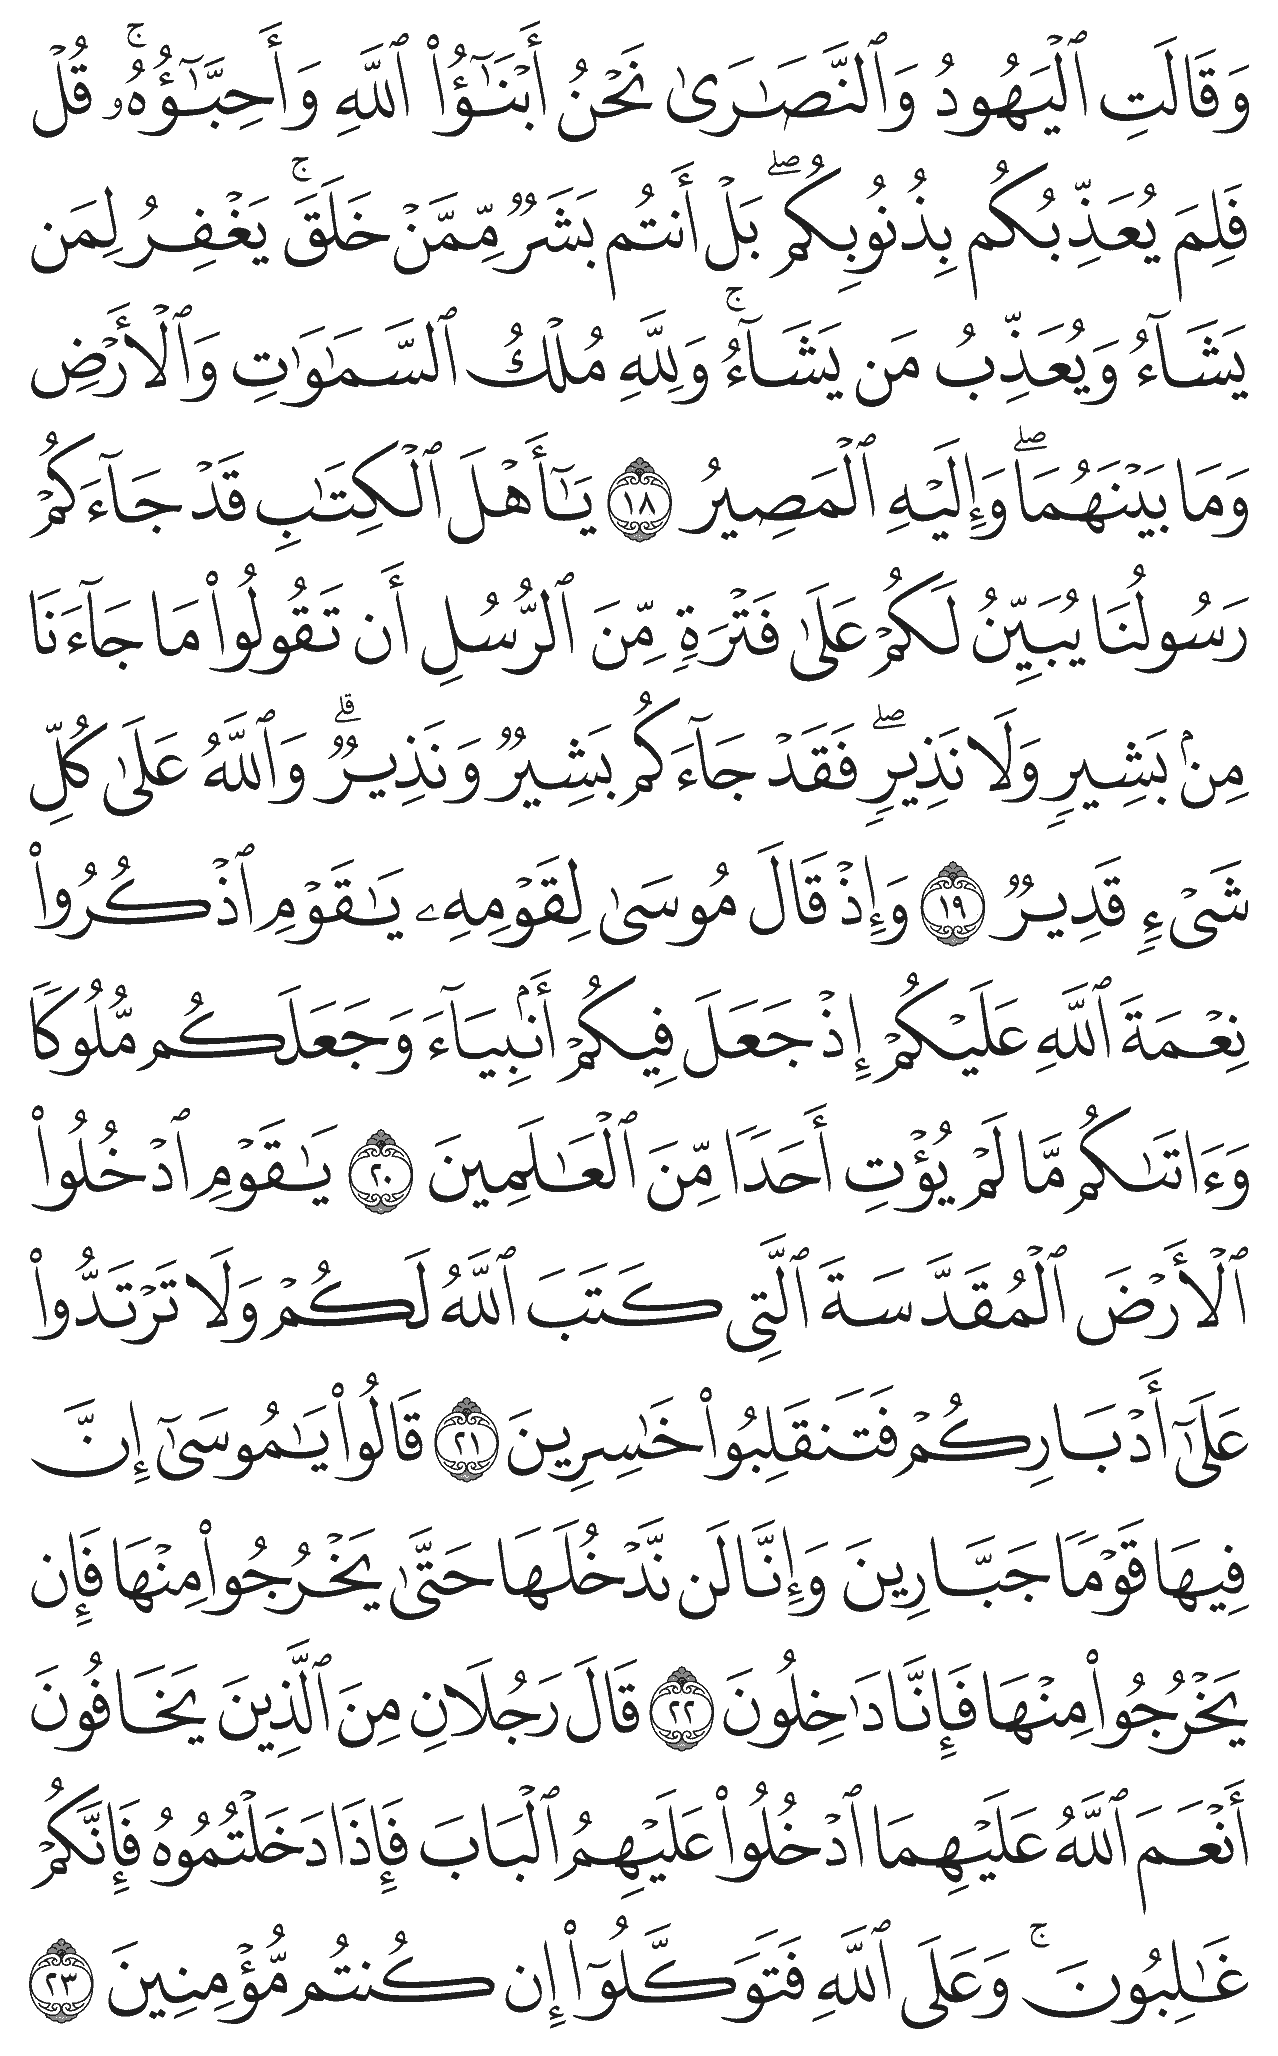 وَقَالَتِ ٱلۡيَهُودُ وَٱلنَّصَٰرَىٰ نَحۡنُ أَبۡنَٰٓؤُاْ ٱللَّهِ وَأَحِبَّٰٓؤُهُۥۚ قُلۡ
فَلِمَ يُعَذِّبُكُم بِذُنُوبِكُمۖ بَلۡ أَنتُم بَشَرٞ مِّمَّنۡ خَلَقَۚ يَغۡفِرُ لِمَن
يَشَآءُ وَيُعَذِّبُ مَن يَشَآءُۚ وَلِلَّهِ مُلۡكُ ٱلسَّمَٰوَٰتِ وَٱلۡأَرۡضِ
وَمَا بَيۡنَهُمَاۖ وَإِلَيۡهِ ٱلۡمَصِيرُ ١٨ يَٰٓأَهۡلَ ٱلۡكِتَٰبِ قَدۡ جَآءَكُمۡ
رَسُولُنَا يُبَيِّنُ لَكُمۡ عَلَىٰ فَتۡرَةٖ مِّنَ ٱلرُّسُلِ أَن تَقُولُواْ مَا جَآءَنَا
مِنۢ بَشِيرٖ وَلَا نَذِيرٖۖ فَقَدۡ جَآءَكُم بَشِيرٞ وَنَذِيرٞۗ وَٱللَّهُ عَلَىٰ كُلِّ
شَيۡءٖ قَدِيرٞ ١٩ وَإِذۡ قَالَ مُوسَىٰ لِقَوۡمِهِۦ يَٰقَوۡمِ ٱذۡكُرُواْ
نِعۡمَةَ ٱللَّهِ عَلَيۡكُمۡ إِذۡ جَعَلَ فِيكُمۡ أَنۢبِيَآءَ وَجَعَلَكُم مُّلُوكٗا
وَءَاتَىٰكُم مَّا لَمۡ يُؤۡتِ أَحَدٗا مِّنَ ٱلۡعَٰلَمِينَ ٢٠ يَٰقَوۡمِ ٱدۡخُلُواْ
ٱلۡأَرۡضَ ٱلۡمُقَدَّسَةَ ٱلَّتِي كَتَبَ ٱللَّهُ لَكُمۡ وَلَا تَرۡتَدُّواْ
عَلَىٰٓ أَدۡبَارِكُمۡ فَتَنقَلِبُواْ خَٰسِرِينَ ٢١ قَالُواْ يَٰمُوسَىٰٓ إِنَّ
فِيهَا قَوۡمٗا جَبَّارِينَ وَإِنَّا لَن نَّدۡخُلَهَا حَتَّىٰ يَخۡرُجُواْ مِنۡهَا فَإِن
يَخۡرُجُواْ مِنۡهَا فَإِنَّا دَٰخِلُونَ ٢٢ قَالَ رَجُلَانِ مِنَ ٱلَّذِينَ يَخَافُونَ
أَنۡعَمَ ٱللَّهُ عَلَيۡهِمَا ٱدۡخُلُواْ عَلَيۡهِمُ ٱلۡبَابَ فَإِذَا دَخَلۡتُمُوهُ فَإِنَّكُمۡ
غَٰلِبُونَۚ وَعَلَى ٱللَّهِ فَتَوَكَّلُوٓاْ إِن كُنتُم مُّؤۡمِنِينَ ٢٣